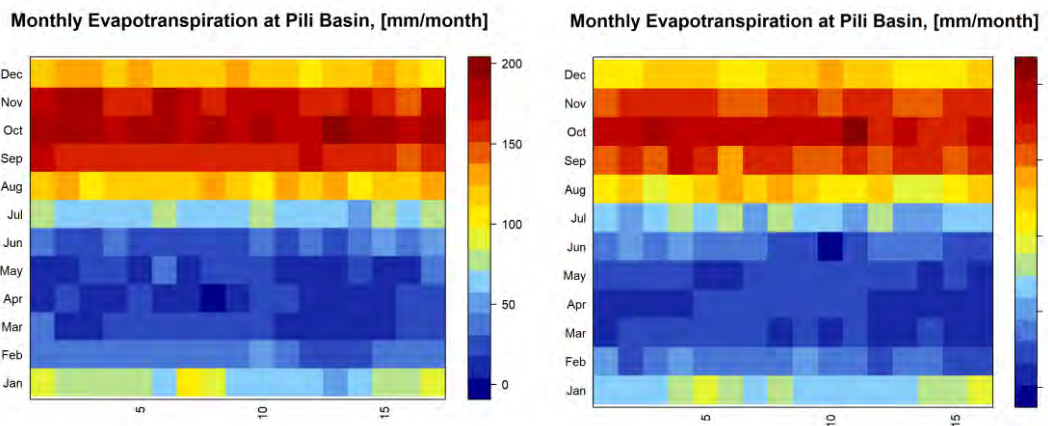 Monthly Evapotranspiration at Pili Basin, [mm/month]
Dec
Nov
Oct
Sep
Aug
Jul
Jun
May
Apr
Mar
Feb
Jan
5
10
15
200
150
100
50
0
Monthly Evapotranspiration at Pili Basin, [mm/month]
Dec
Nov
Oct
Sep
Aug
Jul
Jun
May
Apr
Mar
Feb
Jan
5
10
15